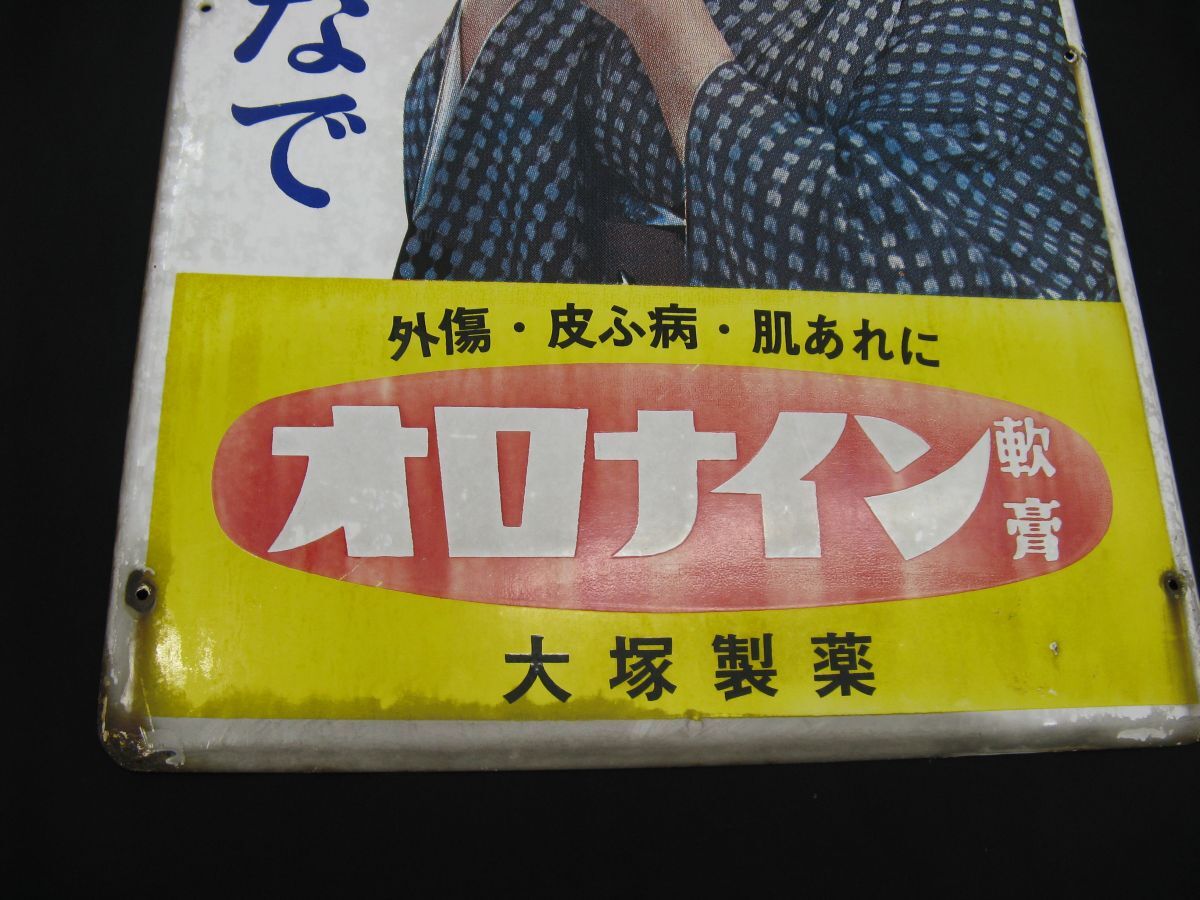 なで
外傷・皮ふ病・肌あれに
オロナイン軟膏
大塚製薬